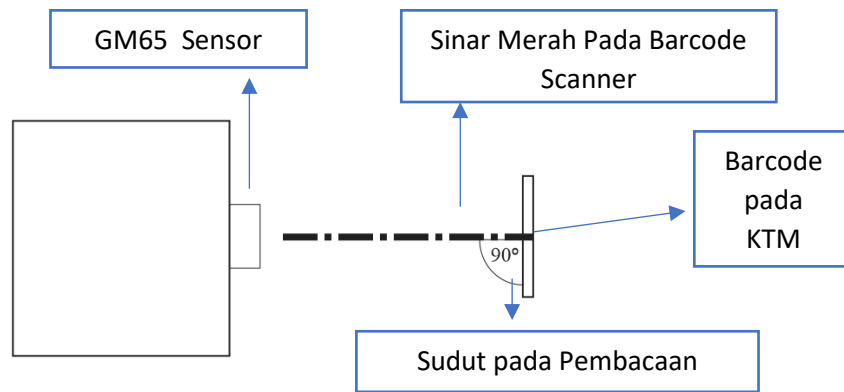 GM65 Sensor
Sinar Merah Pada Barcode
Scanner
Barcode
pada
KTM
90°
Sudut pada Pembacaan